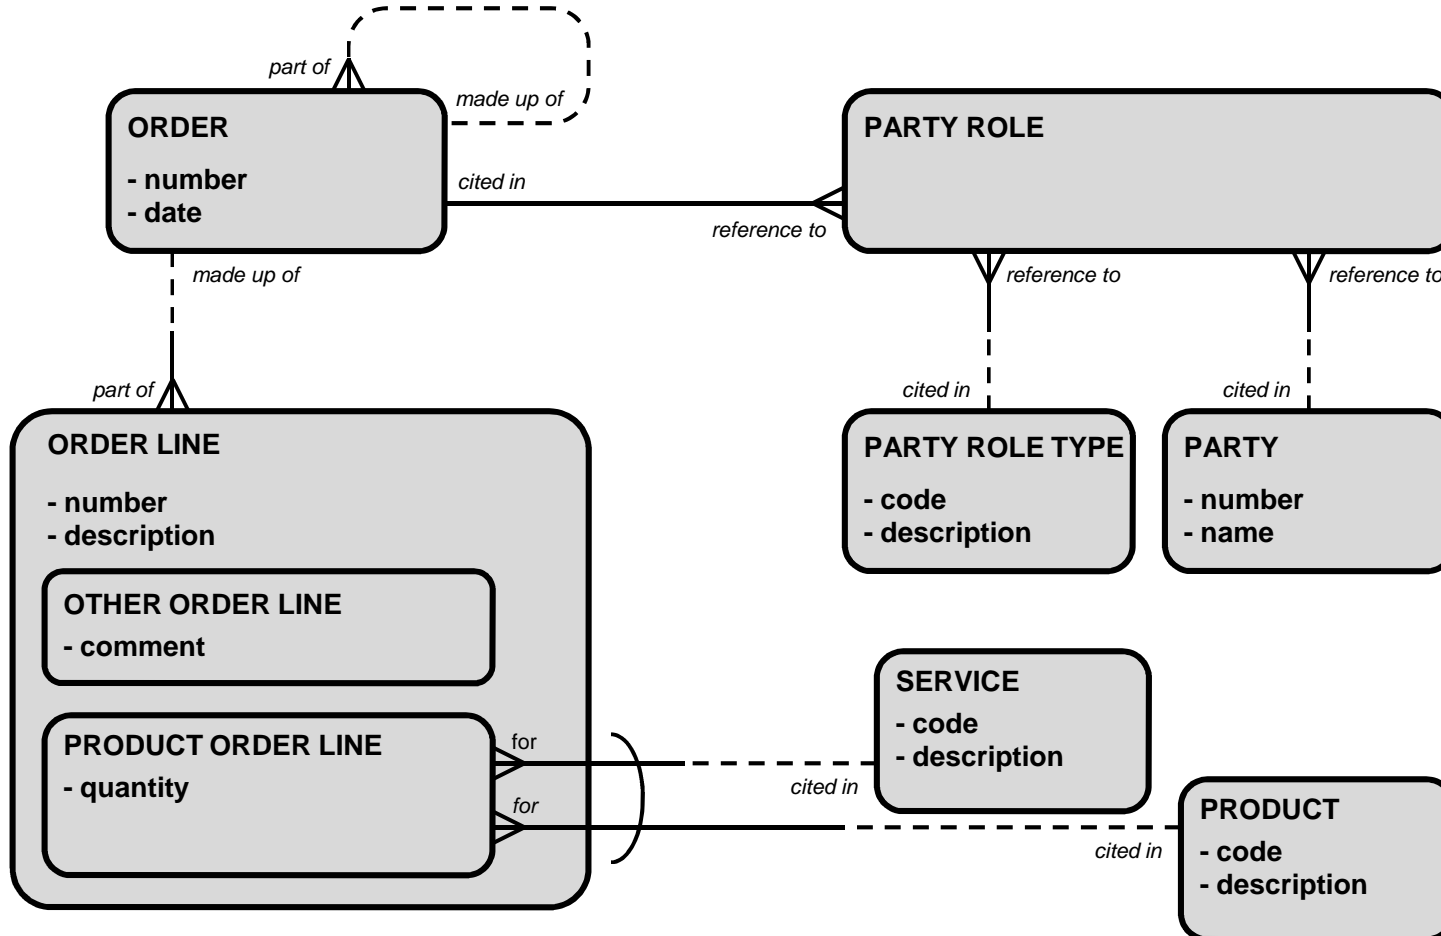 part of
made up of
ORDER
- number
- date
cited in
reference to
PARTY ROLE
made up of
reference to
reference to
part of
cited in
cited in
ORDER LINE
- number
- description
PARTY ROLE TYPE
- code
- description
PARTY
- number
- name
OTHER ORDER LINE
- comment
PRODUCT ORDER LINE
- quantity
for
for
SERVICE
- code
- description
cited in
PRODUCT
- code
- description
cited in